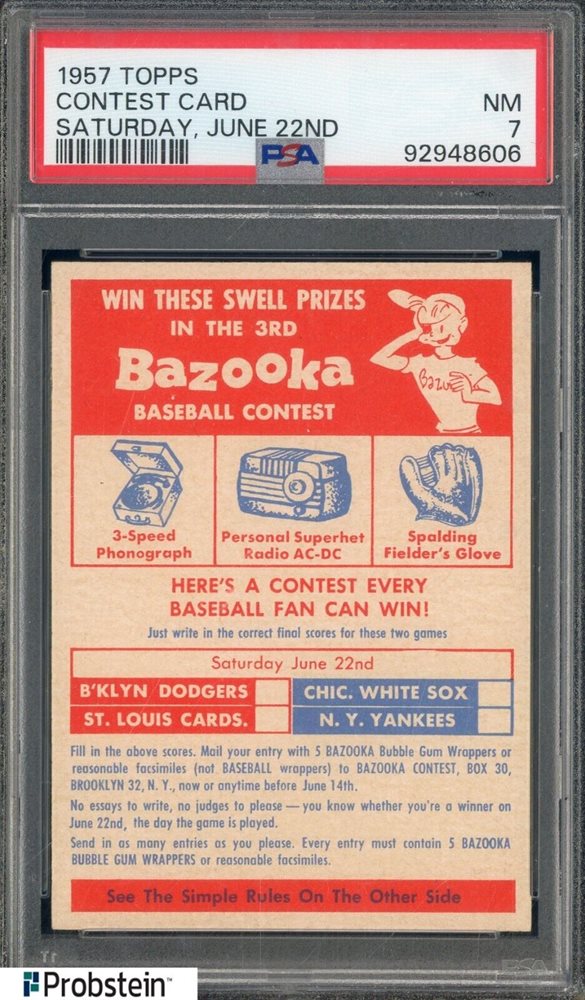 1957 TOPPS
CONTEST CARD NM
SATURDAY, JUNE 22ND 7
PSA 92948606
WIN THESE SWELL PRIZES
IN THE 3RD
Bazooka
BASEBALL CONTEST
Bazu
3-Speed
Phonograph
Personal Superhet
Radio AC-DC
Spalding
Fielder's Glove
HERE'S A CONTEST EVERY
BASEBALL FAN CAN WIN!
Just write in the correct final scores for these two games
Saturday June 22nd
B'KLYN DODGERS CHIC. WHITE SOX
ST. LOUIS CARDS. N. Y. YANKEES
Fill in the above scores. Mail your entry with 5 BAZOOKA Bubble Gum Wrappers or
reasonable facsimiles (not BASEBALL wrappers) to BAZOOKA CONTEST, BOX 30,
BROOKLYN 32, N. Y., now or anytime before June 14th.
No essays to write, no judges to please — you know whether you're a winner on
June 22nd, the day the game is played.
Send in as many entries as you please. Every entry must contain 5 BAZOOKA
BUBBLE GUM WRAPPERS or reasonable facsimiles.
See The Simple Rules On The Other Side
PSA
Probstein™